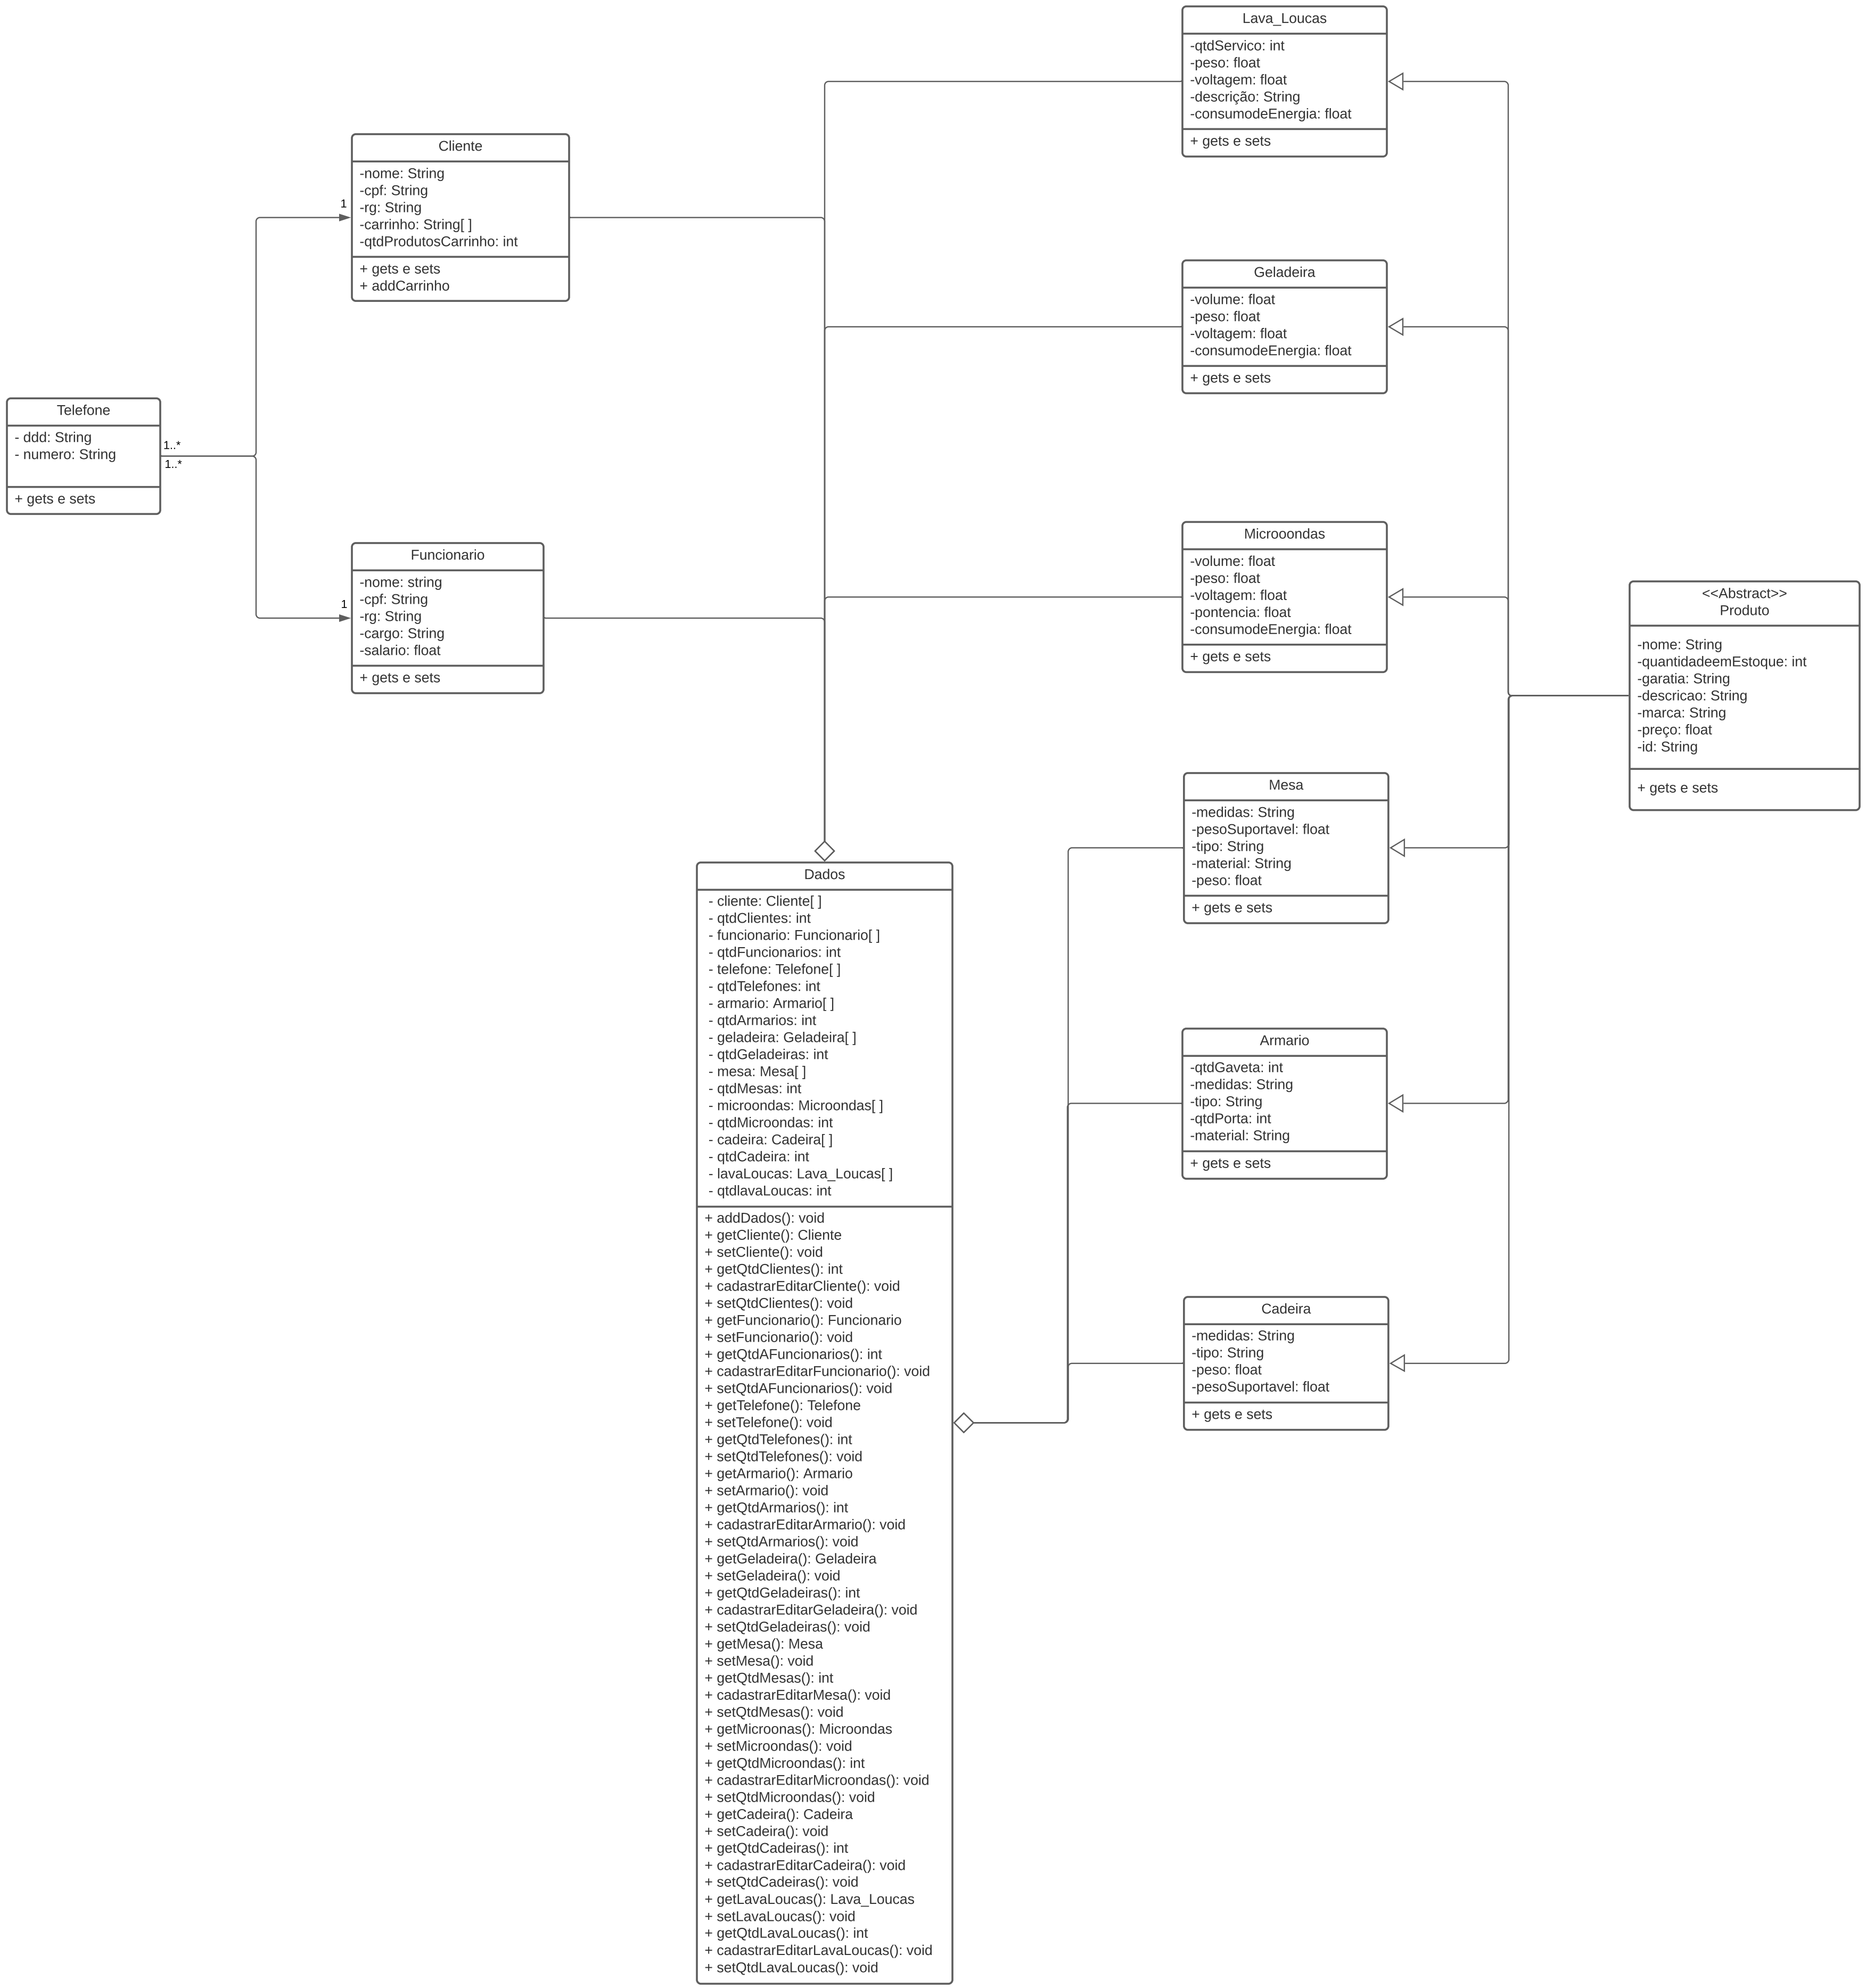 Lava_Loucas
-qtdServico: int
-peso: float
-voltagem: float
-descrição: String
-consumodeEnergia: float
+ gets e sets
Cliente
-nome: String
-cpf: String
-rg: String
-carrinho: String[ ]
-qtdProdutosCarrinho: int
+ gets e sets
+ addCarrinho
1
Geladeira
-volume: float
-peso: float
-voltagem: float
-consumodeEnergia: float
+ gets e sets
Telefone
- ddd: String
- numero: String
+ gets e sets
1..*
1..*
Funcionario
-nome: string
-cpf: String
-rg: String
-cargo: String
-salario: float
+ gets e sets
1
Microoondas
-volume: float
-peso: float
-voltagem: float
-pontencia: float
-consumodeEnergia: float
+ gets e sets
<<Abstract>>
Produto
-nome: String
-quantidadeemEstoque: int
-garatia: String
-descricao: String
-marca: String
-preço: float
-id: String
+ gets e sets
Mesa
-medidas: String
-pesoSuportavel: float
-tipo: String
-material: String
-peso: float
+ gets e sets
Armario
-qtdGaveta: int
-medidas: String
-tipo: String
-qtdPorta: int
-material: String
+ gets e sets
Cadeira
-medidas: String
-tipo: String
-peso: float
-pesoSuportavel: float
+ gets e sets
Dados
- cliente: Cliente[ ]
- qtdClientes: int
- funcionario: Funcionario[ ]
- qtdFuncionarios: int
- telefone: Telefone[ ]
- qtdTelefones: int
- armario: Armario[ ]
- qtdArmarios: int
- geladeira: Geladeira[ ]
- qtdGeladeiras: int
- mesa: Mesa[ ]
- qtdMesas: int
- microondas: Microondas[ ]
- qtdMicroondas: int
- cadeira: Cadeira[ ]
- qtdCadeira: int
- lavaLoucas: Lava_Loucas[ ]
- qtdlavaLoucas: int
+ addDados(): void
+ getCliente(): Cliente
+ setCliente(): void
+ getQtdClientes(): int
+ cadastrarEditarCliente(): void
+ setQtdClientes(): void
+ getFuncionario(): Funcionario
+ setFuncionario(): void
+ getQtdAFuncionarios(): int
+ cadastrarEditarFuncionario(): void
+ setQtdAFuncionarios(): void
+ getTelefone(): Telefone
+ setTelefone(): void
+ getQtdTelefones(): int
+ setQtdTelefones(): void
+ getArmario(): Armario
+ setArmario(): void
+ getQtdArmarios(): int
+ cadastrarEditarArmario(): void
+ setQtdArmarios(): void
+ getGeladeira(): Geladeira
+ setGeladeira(): void
+ getQtdGeladeiras(): int
+ cadastrarEditarGeladeira(): void
+ setQtdGeladeiras(): void
+ getMesa(): Mesa
+ setMesa(): void
+ getQtdMesas(): int
+ cadastrarEditarMesa(): void
+ setQtdMesas(): void
+ getMicroonas(): Microondas
+ setMicroondas(): void
+ getQtdMicroondas(): int
+ cadastrarEditarMicroondas(): void
+ setQtdMicroondas(): void
+ getCadeira(): Cadeira
+ setCadeira(): void
+ getQtdCadeiras(): int
+ cadastrarEditarCadeira(): void
+ setQtdCadeiras(): void
+ getLavaLoucas(): Lava_Loucas
+ setLavaLoucas(): void
+ getQtdLavaLoucas(): int
+ cadastrarEditarLavaLoucas(): void
+ setQtdLavaLoucas(): void